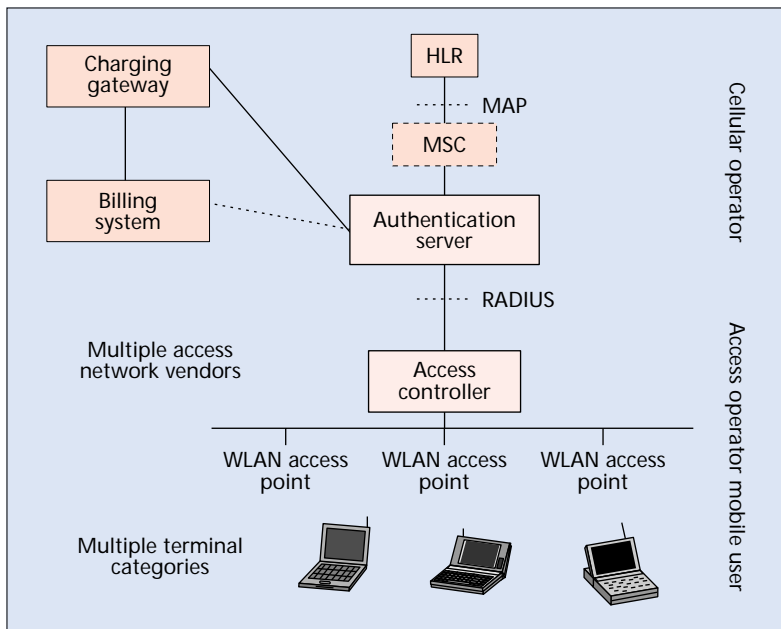 Charging
gateway
HLR
MAP
MSC
Billing
system
Authentication
server
RADIUS
Cellular operator
Multiple access
network vendors
Access
controller
WLAN access
point
WLAN access
point
WLAN access
point
Multiple terminal
categories
Access operator mobile user